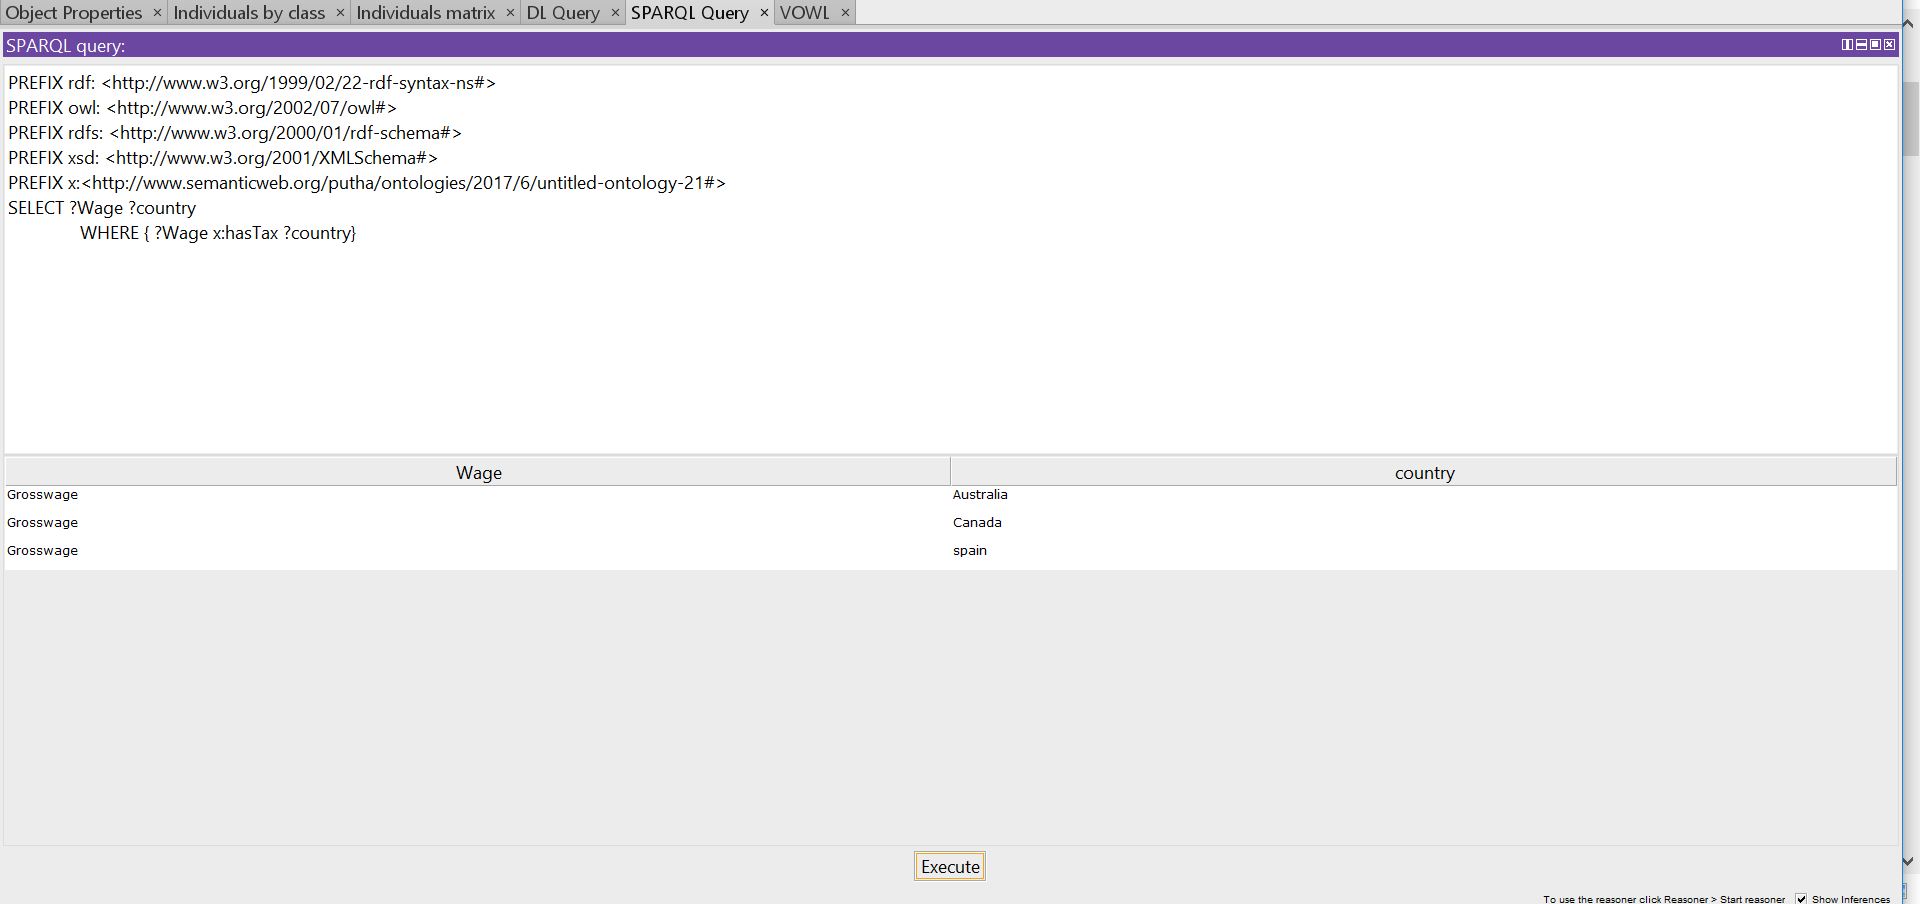 Object Properties × Individuals by class × Individuals matrix × DL Query × SPARQL Query × VOWL ×
SPARQL query:
PREFIX rdf: <http://www.w3.org/1999/02/22-rdf-syntax-ns#>
PREFIX owl: <http://www.w3.org/2002/07/owl#>
PREFIX rdfs: <http://www.w3.org/2000/01/rdf-schema#>
PREFIX xsd: <http://www.w3.org/2001/XMLSchema#>
PREFIX x:<http://www.semanticweb.org/putha/ontologies/2017/6/untitled-ontology-21#>
SELECT ?Wage ?country
WHERE { ?Wage x:hasTax ?country}
Wage country
Grosswage Australia
Grosswage Canada
Grosswage spain
Execute
To use the reasoner click Reasoner > Start reasoner Show Inferences